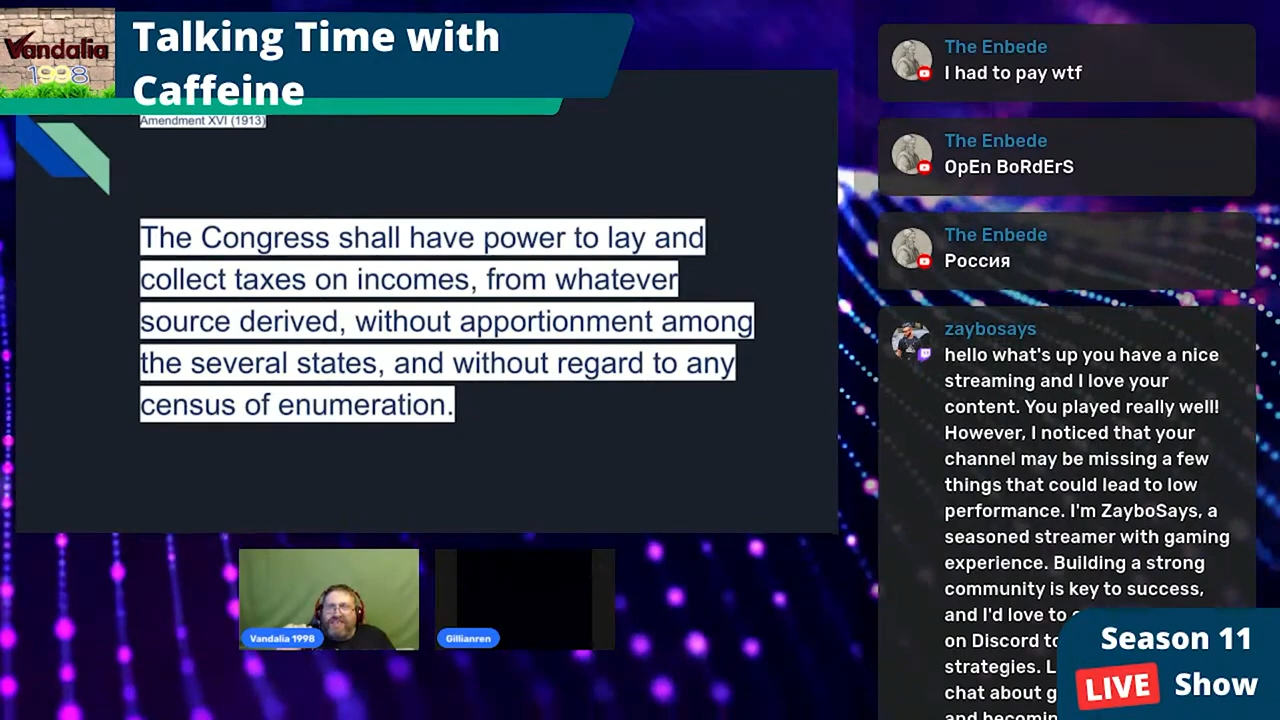 Vandalia
1998
Talking Time with
Caffeine
Amendment XVI (1913)
The Congress shall have power to lay and
collect taxes on incomes, from whatever
source derived, without apportionment among
the several states, and without regard to any
census of enumeration.
Vandalia 1998
Gillianren
The Enbede
I had to pay wtf
The Enbede
OpEn BoRdErS
The Enbede
Россия
zaybosays
hello what's up you have a nice
streaming and I love your
content. You played really well!
However, I noticed that your
channel may be missing a few
things that could lead to low
performance. I'm ZayboSays, a
seasoned streamer with gaming
experience. Building a strong
community is key to success,
and I'd love to
on Discord to
strategies.
chat about
and becoming
Season 11
LIVE Show